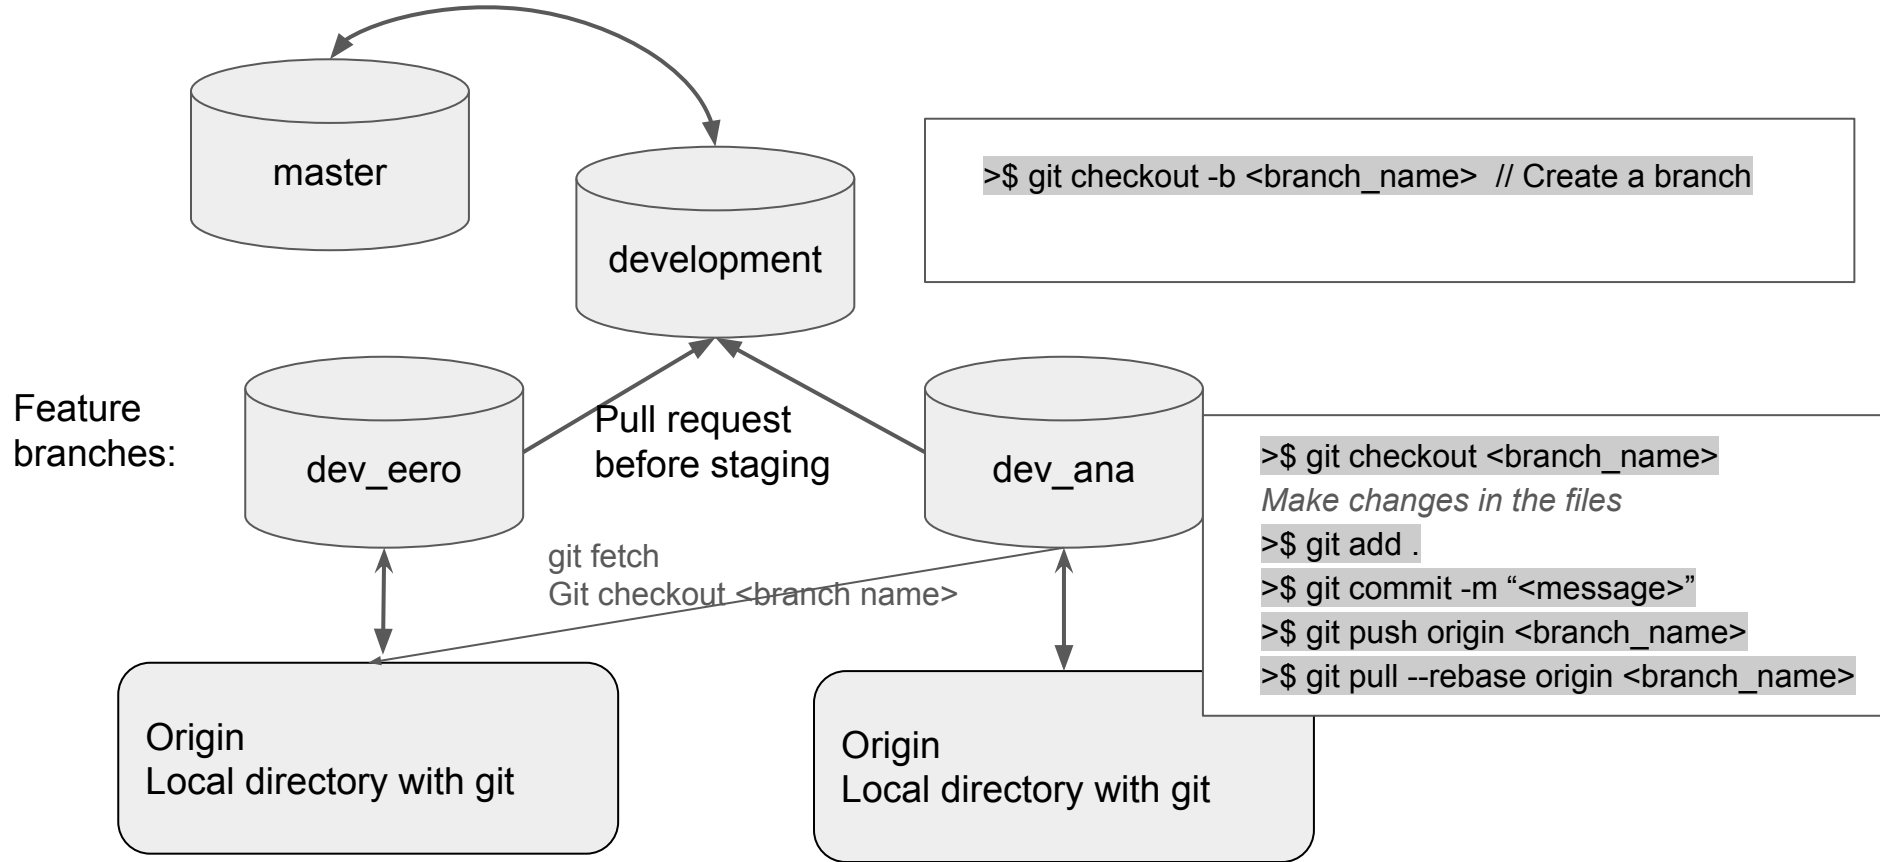 master
development
>$ git checkout -b <branch_name>  // Create a branch
Feature
branches:
dev_eero
Pull request
before staging
dev_ana
>$ git checkout <branch_name>
Make changes in the files
>$ git add .
>$ git commit -m “<message>”
>$ git push origin <branch_name>
>$ git pull --rebase origin <branch_name>
git fetch
Git checkout <branch name>
Origin
Local directory with git
Origin
Local directory with git